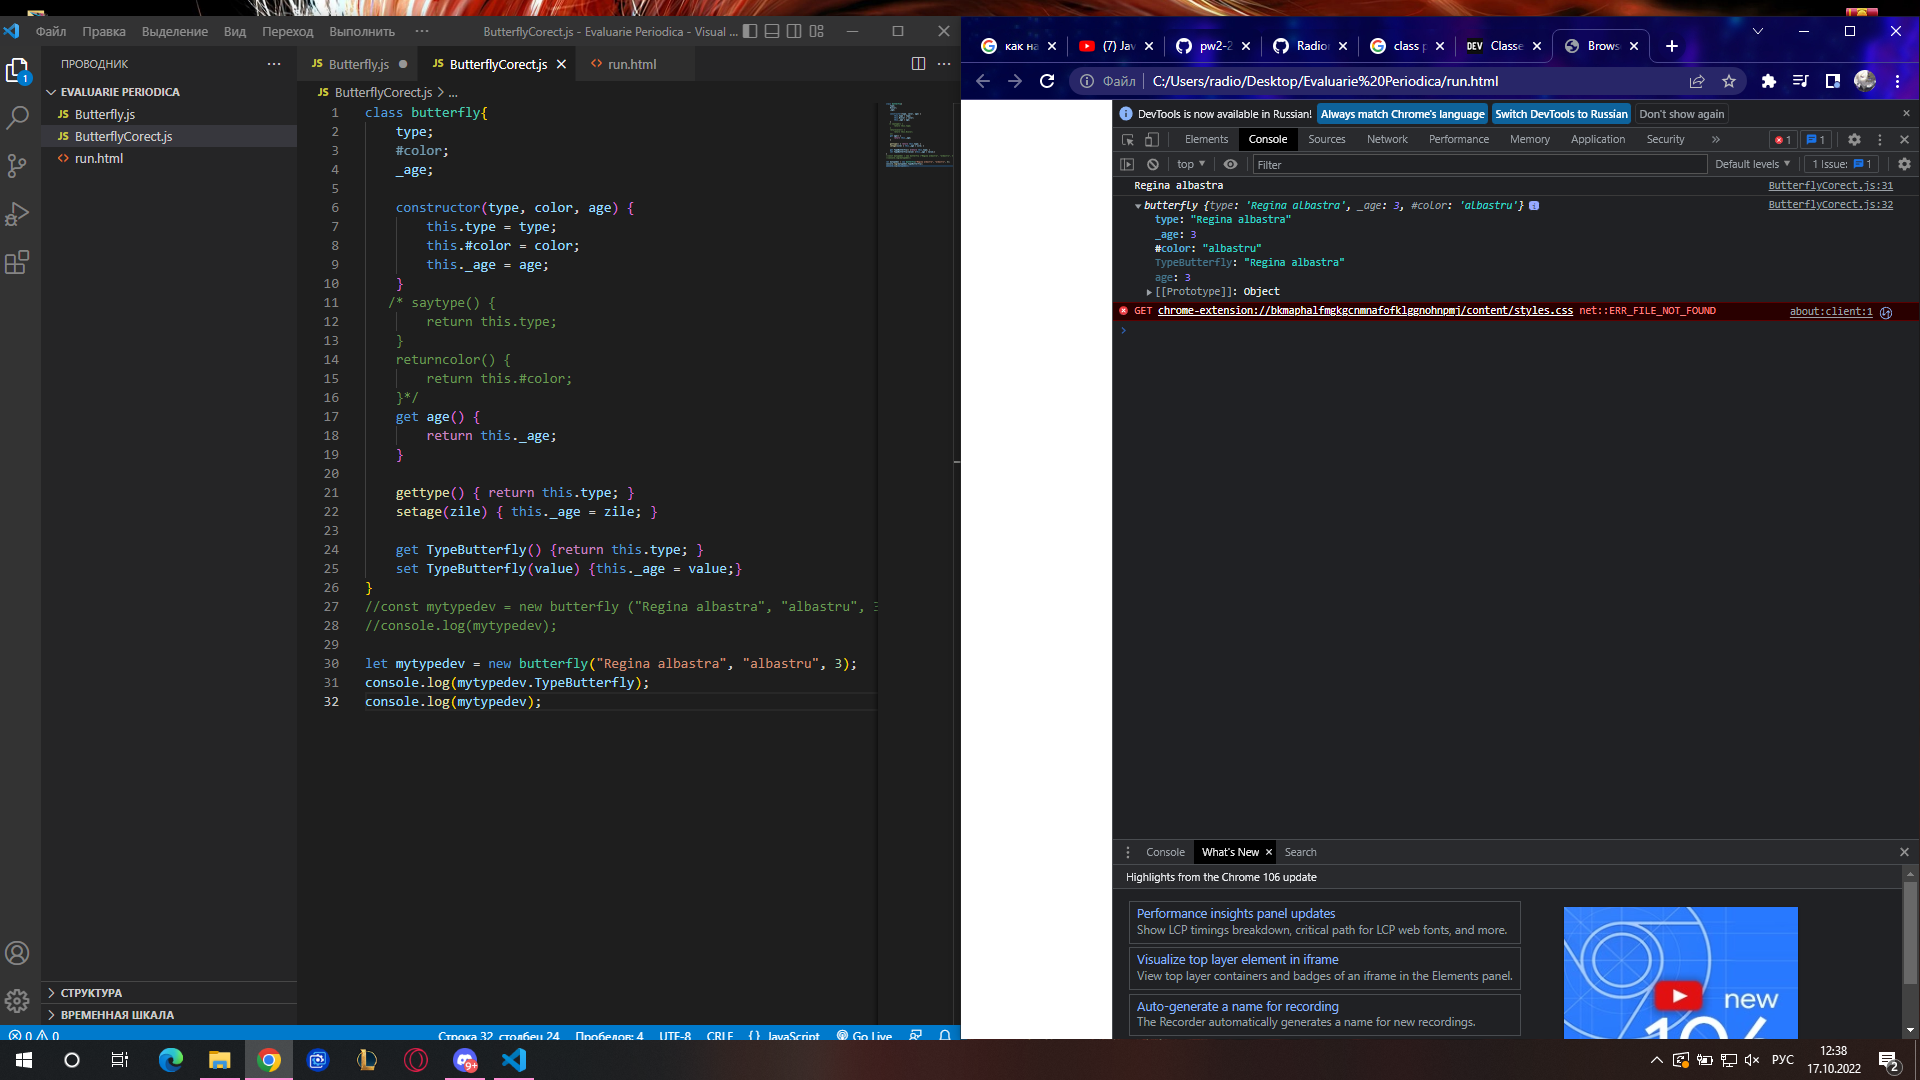 Файл Правка Выделение Вид Переход Выполнить ··· ButterflyCorect.js - Evaluarie Periodica - Visual ...
ПРОВОДНИК ···
EVALUARIE PERIODICA
JS Butterfly.js
JS ButterflyCorect.js
<> run.html
СТРУКТУРА
ВРЕМЕННАЯ ШКАЛА
1
JS Butterfly.js
JS ButterflyCorect.js
<> run.html
JS ButterflyCorect.js > ...
1 class butterfly{
2 type;
3 #color;
4 _age;
5
6 constructor(type, color, age) {
7 this.type = type;
8 this.#color = color;
9 this._age = age;
10 }
11 /* saytype() {
12 return this.type;
13 }
14 returncolor() {
15 return this.#color;
16 }*/
17 get age() {
18 return this._age;
19 }
20
21 gettype() { return this.type; }
22 setage(zile) { this._age = zile; }
23
24 get TypeButterfly() {return this.type; }
25 set TypeButterfly(value) {this._age = value;}
26 }
27 //const mytypedev = new butterfly ("Regina albastra", "albastru", 3
28 //console.log(mytypedev);
29
30 let mytypedev = new butterfly("Regina albastra", "albastru", 3);
31 console.log(mytypedev.TypeButterfly);
32 console.log(mytypedev);
0 0 Строка 32, столбец 24 Пробелов: 4 UTF-8 CRLF {} JavaScript Go Live
как на
(7) Jav
pw2-2
Radio
class p
DEV Classe
Brows
Файл C:/Users/radio/Desktop/Evaluarie%20Periodica/run.html
DevTools is now available in Russian! Always match Chrome's language Switch DevTools to Russian Don't show again
Elements Console Sources Network Performance Memory Application Security » 1 1
top Filter Default levels 1 Issue: 1
Regina albastra ButterflyCorect.js:31
butterfly {type: 'Regina albastra', _age: 3, #color: 'albastru'} ButterflyCorect.js:32
type: "Regina albastra"
_age: 3
#color: "albastru"
TypeButterfly: "Regina albastra"
age: 3
[[Prototype]]: Object
GET chrome-extension://bkmaphalfmgkgcnmnafofklggnohnpmj/content/styles.css net::ERR_FILE_NOT_FOUND about:client:1
Console What's New Search
Highlights from the Chrome 106 update
Performance insights panel updates
Show LCP timings breakdown, critical path for LCP web fonts, and more.
Visualize top layer element in iframe
View top layer containers and badges of an iframe in the Elements panel.
Auto-generate a name for recording
The Recorder automatically generates a name for new recordings.
new
106
9+
РУС
12:38
17.10.2022
2